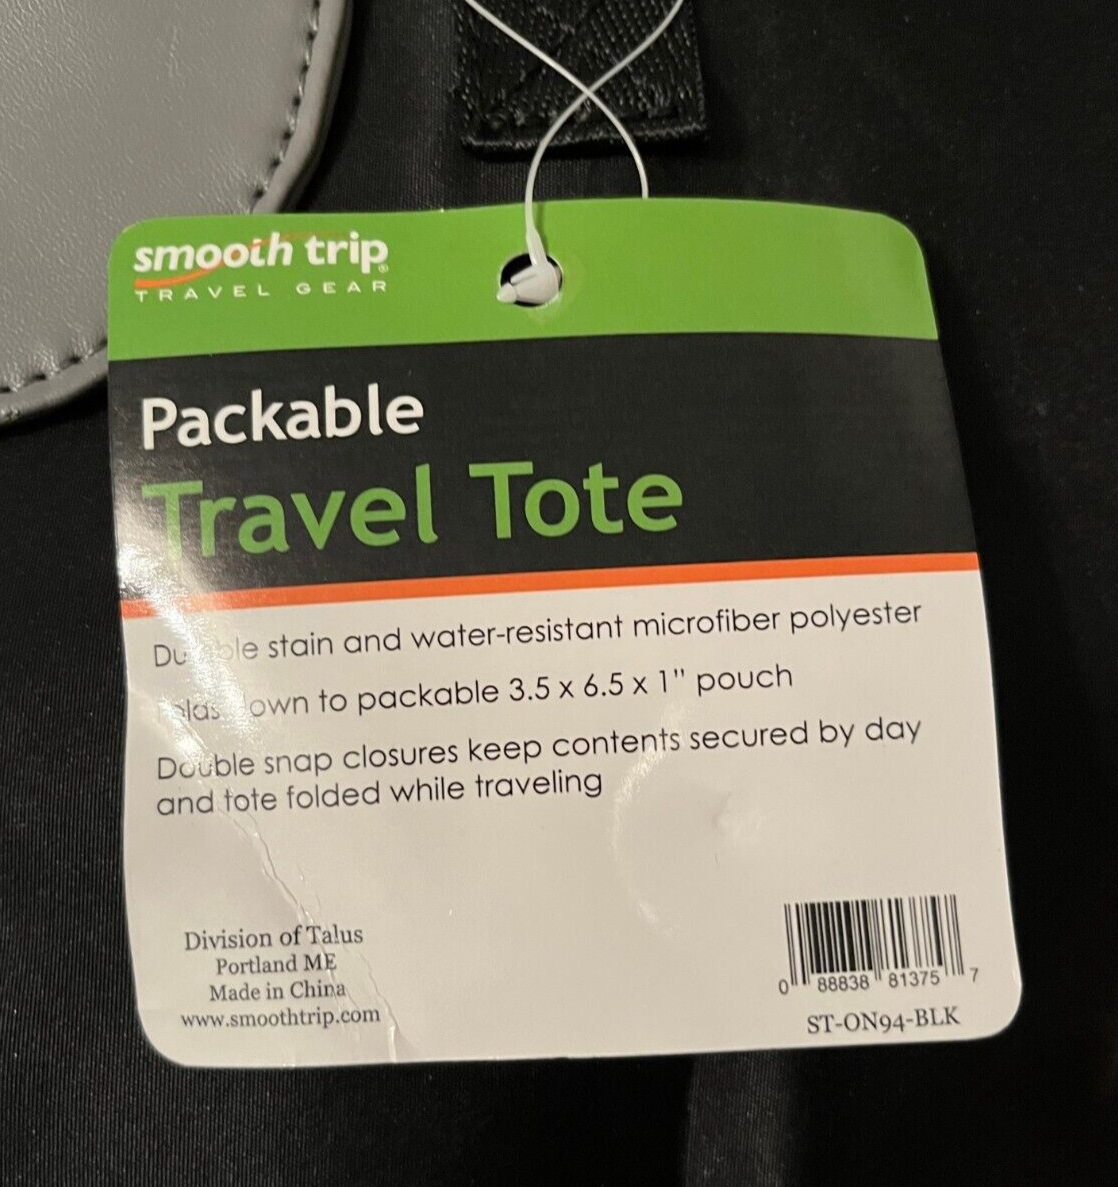 smooth trip®
TRAVEL GEAR
Packable
Travel Tote
Durable stain and water-resistant microfiber polyester
down to packable 3.5 x 6.5 x 1" pouch
Double snap closures keep contents secured by day
and tote folded while traveling
Division of Talus
Portland ME
Made in China
www.smoothtrip.com
0 88838 81375 7
ST-ON94-BLK